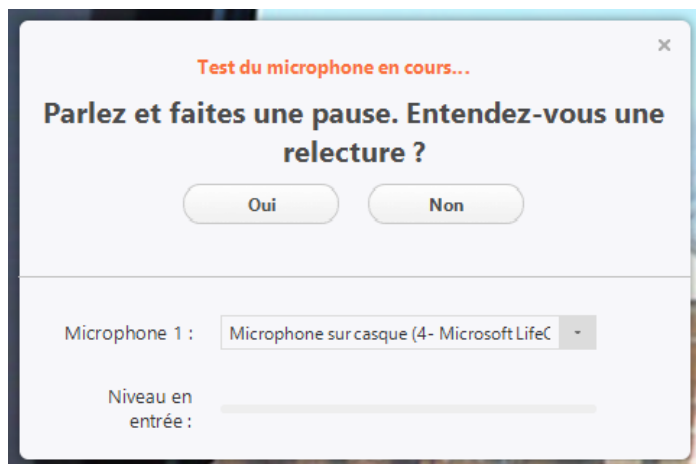 Test du microphone en cours...
Parlez et faites une pause. Entendez-vous une
relecture ?
Oui
Non
Microphone 1 :
Microphone sur casque (4- Microsoft LifeC
Niveau en
entrée :